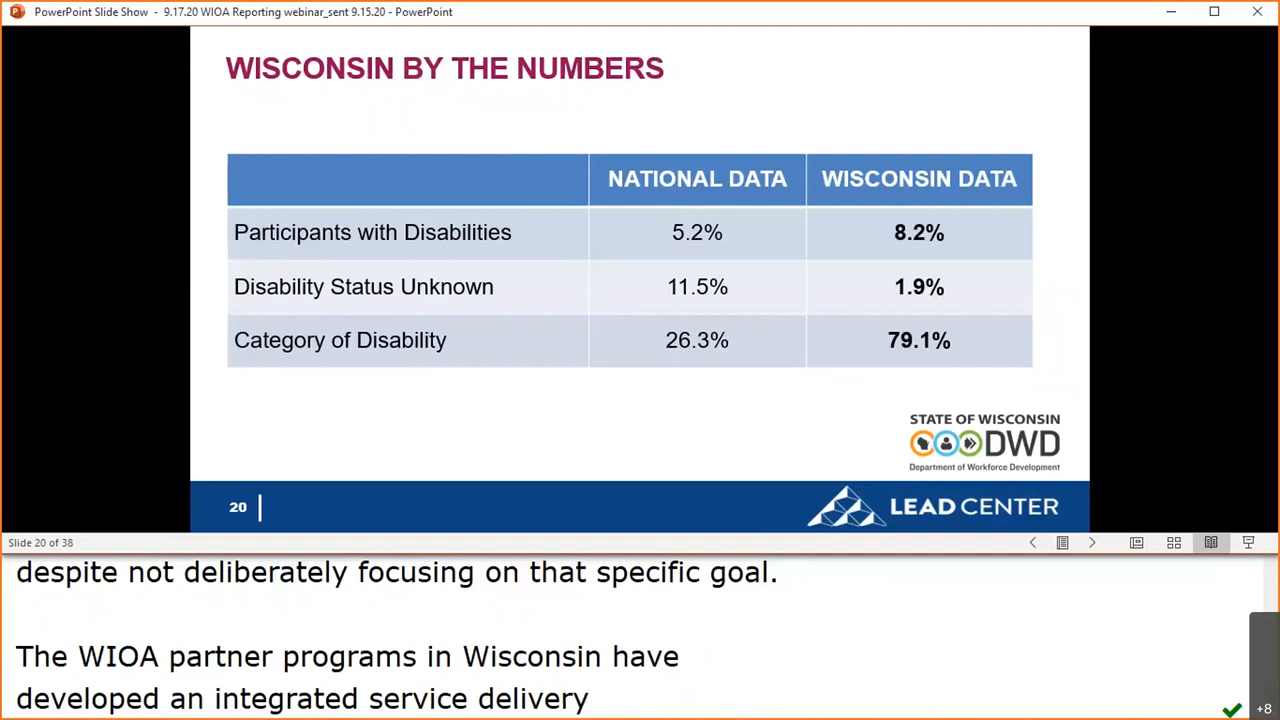 PowerPoint Slide Show - 9.17.20 WIOA Reporting webinar_sent 9.15.20 - PowerPoint
WISCONSIN BY THE NUMBERS
NATIONAL DATA WISCONSIN DATA
Participants with Disabilities 5.2% 8.2%
Disability Status Unknown 11.5% 1.9%
Category of Disability 26.3% 79.1%
STATE OF WISCONSIN
DWD
Department of Workforce Development
20 LEAD CENTER
Slide 20 of 38
despite not deliberately focusing on that specific goal.
The WIOA partner programs in Wisconsin have
developed an integrated service delivery
+8